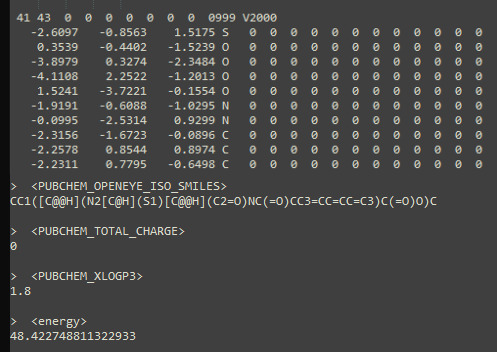 41 43  0  0  0  0  0  0  0  0999 V2000
-2.6097   -0.8563    1.5175 S   0  0  0  0  0  0  0  0  0  0  0  0
0.3539   -0.4402   -1.5239 O   0  0  0  0  0  0  0  0  0  0  0  0
-3.8979    0.3274   -2.3484 O   0  0  0  0  0  0  0  0  0  0  0  0
-4.1108    2.2522   -1.2013 O   0  0  0  0  0  0  0  0  0  0  0  0
1.5241   -3.7221   -0.1554 O   0  0  0  0  0  0  0  0  0  0  0  0
-1.9191   -0.6088   -1.0295 N   0  0  0  0  0  0  0  0  0  0  0  0
-0.0995   -2.5314    0.9299 N   0  0  0  0  0  0  0  0  0  0  0  0
-2.3156   -1.6723   -0.0896 C   0  0  0  0  0  0  0  0  0  0  0  0
-2.2578    0.8544    0.8974 C   0  0  0  0  0  0  0  0  0  0  0  0
-2.2311    0.7795   -0.6498 C   0  0  0  0  0  0  0  0  0  0  0  0
>  <PUBCHEM_OPENEYE_ISO_SMILES>
CC1([C@@H](N2[C@H](S1)[C@@H](C2=O)NC(=O)CC3=CC=CC=C3)C(=O)O)C
>  <PUBCHEM_TOTAL_CHARGE>
0
>  <PUBCHEM_XLOGP3>
1.8
>  <energy>
48.422748811322933